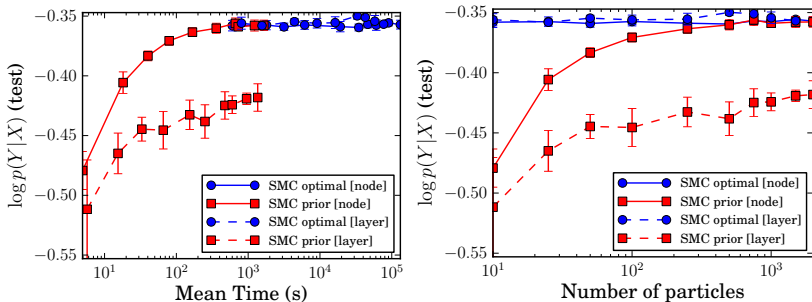 −0.35
−0.40
−0.45
−0.50
−0.55
log p(Y|X) (test)
10^1
10^2
10^3
10^4
10^5
Mean Time (s)
SMC optimal [node]
SMC prior [node]
SMC optimal [layer]
SMC prior [layer]
−0.35
−0.40
−0.45
−0.50
−0.55
log p(Y|X) (test)
10^1
10^2
10^3
Number of particles
SMC optimal [node]
SMC prior [node]
SMC optimal [layer]
SMC prior [layer]